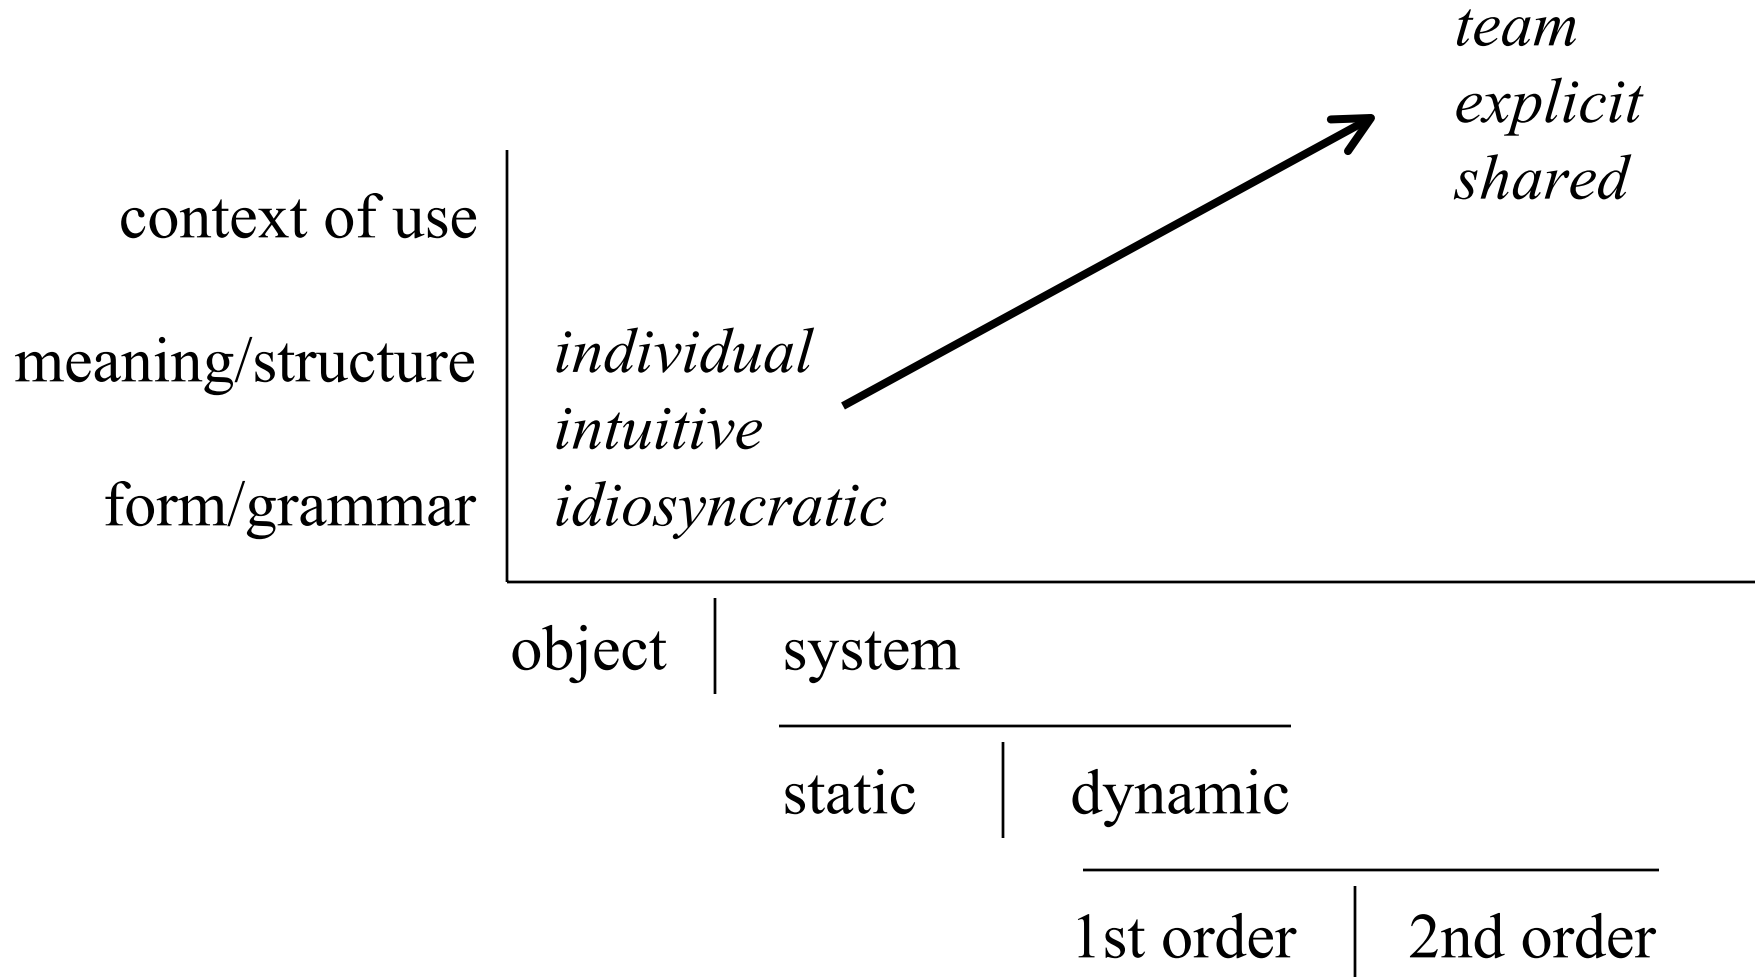 team
explicit
shared
context of use
meaning/structure
form/grammar
individual
intuitive
idiosyncratic
object
system
static
dynamic
1st order
2nd order